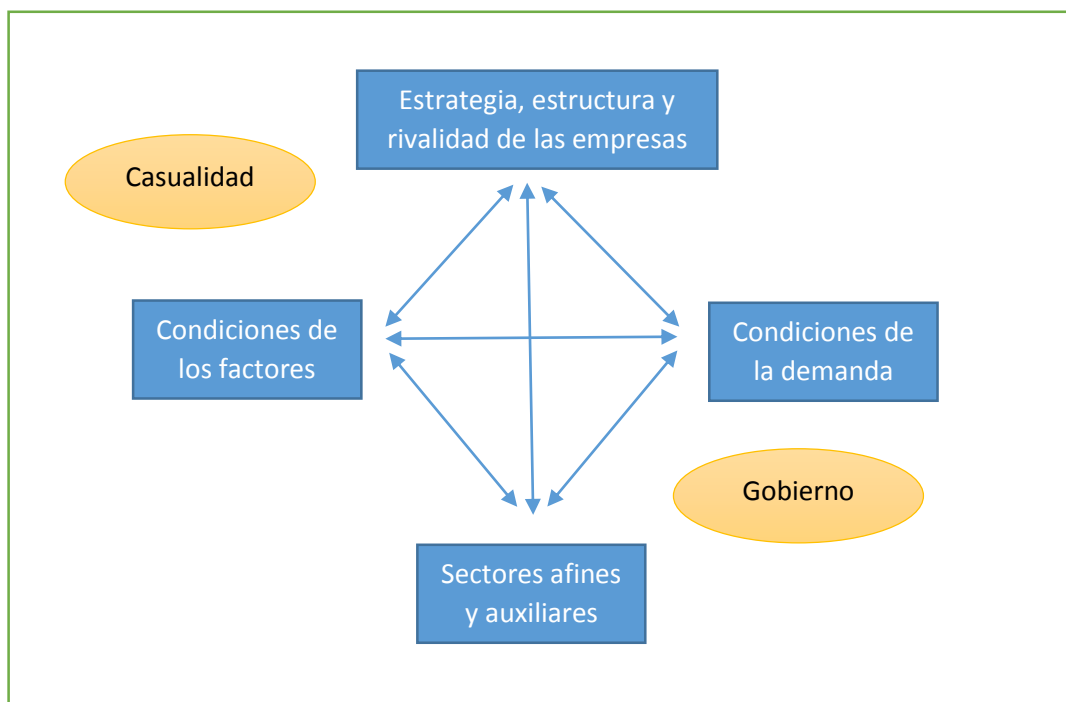 Estrategia, estructura y
rivalidad de las empresas
Casualidad
Condiciones de
los factores
Condiciones de
la demanda
Gobierno
Sectores afines
y auxiliares